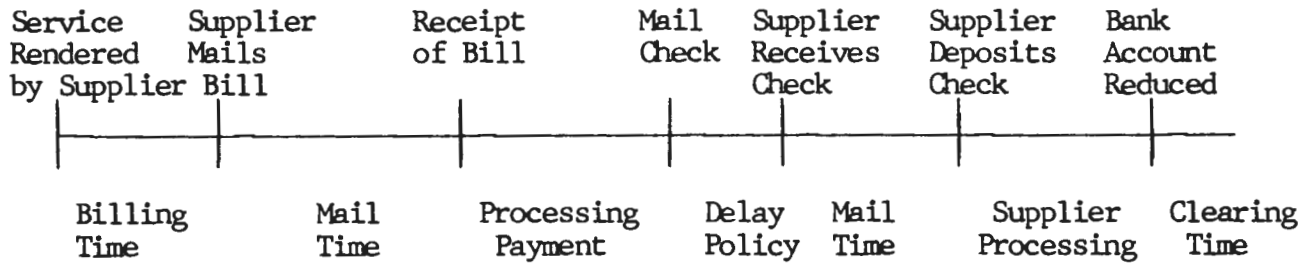 Service
Rendered
by Supplier
Supplier
Mails
Bill
Receipt
of Bill
Mail
Check
Supplier
Receives
Check
Supplier
Deposits
Check
Bank
Account
Reduced
Billing
Time
Mail
Time
Processing
Payment
Delay
Policy
Mail
Time
Supplier
Processing
Clearing
Time